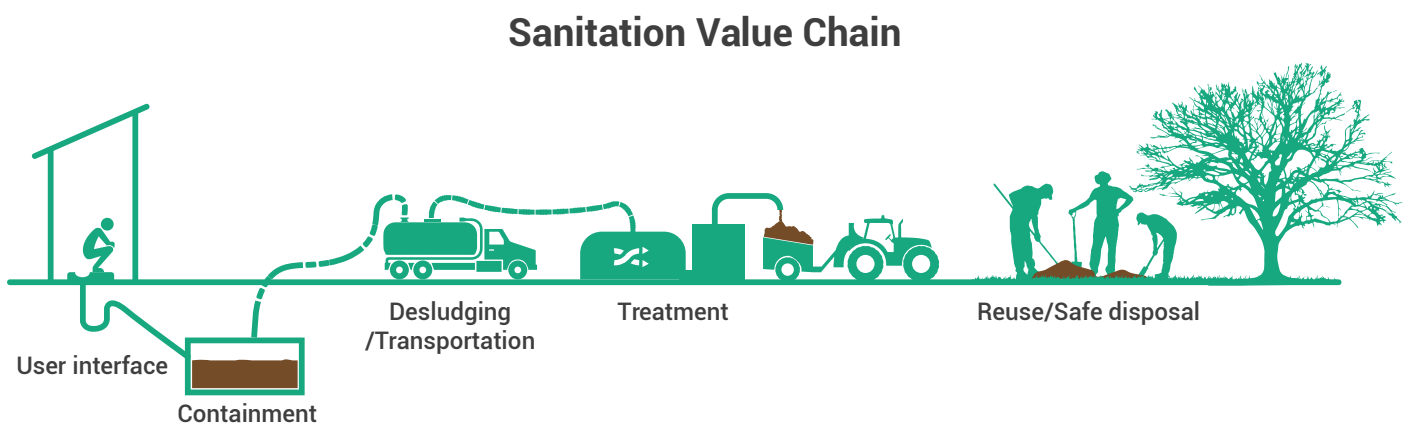 Sanitation Value Chain
User interface
Containment
Desludging
/Transportation
Treatment
Reuse/Safe disposal